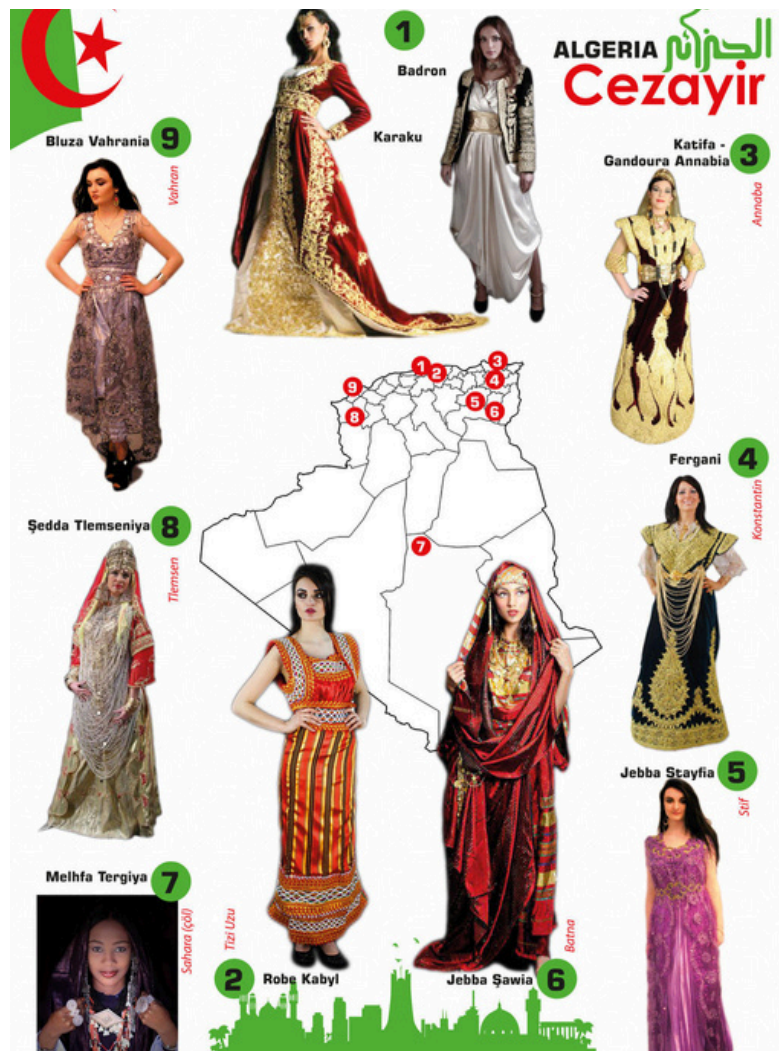 1
Badron
Karaku
ALGERIA الجزائر
Cezayir
Bluza Vahrania 9
Vahran
Katifa -
Gandoura Annabia 3
Annaba
1
2
3
4
5
6
9
8
7
Fergani 4
Konstantin
Şedda Tlemseniya 8
Tlemsen
Jebba Stayfia 5
Stif
Melhfa Tergiya 7
Sahara (çöl)
Tizi Uzu
2 Robe Kabyl
Batna
Jebba Şawia 6